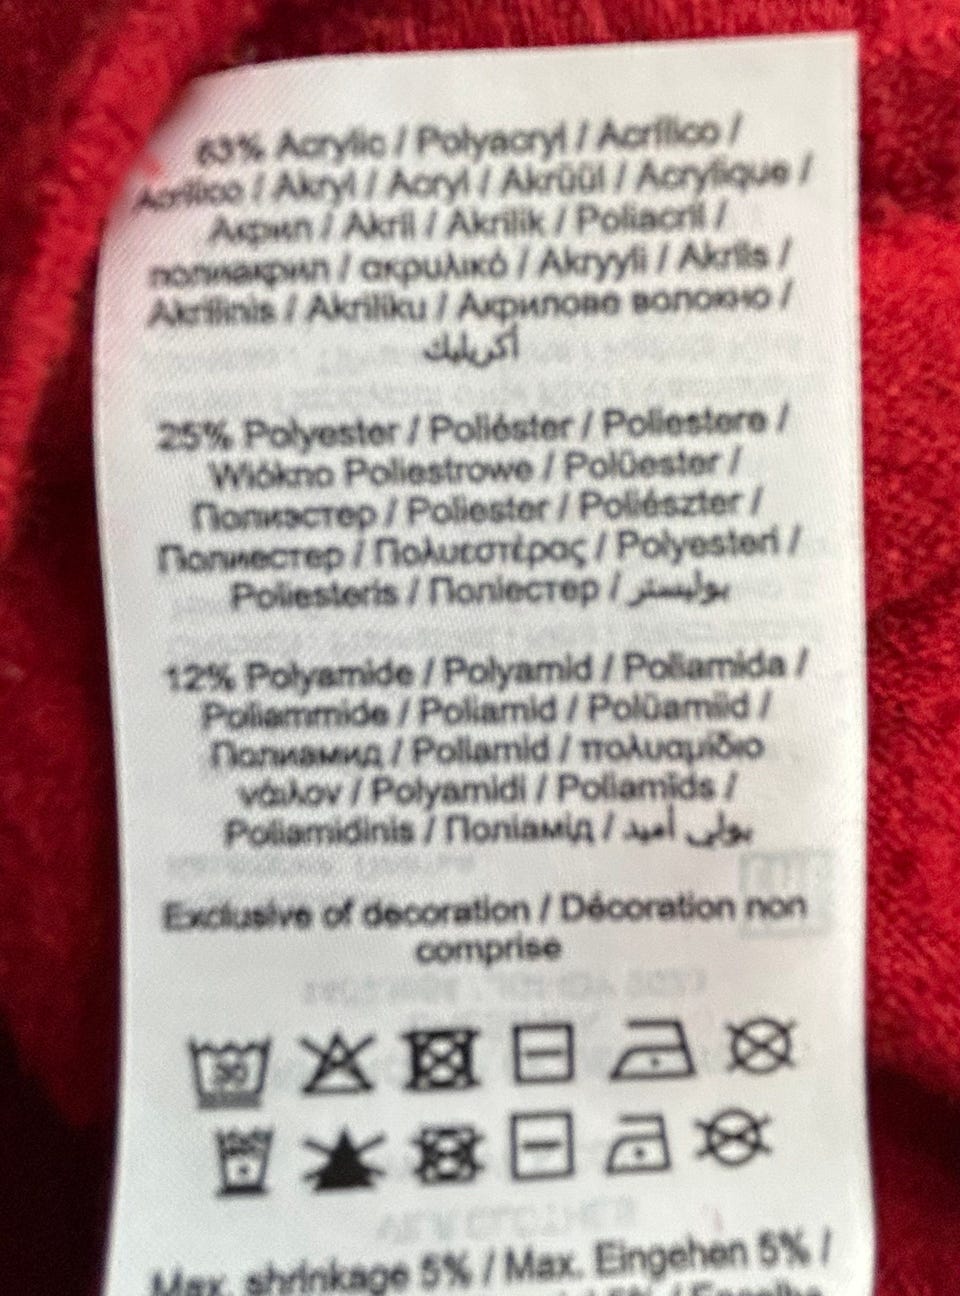 63% Acrylic / Polyacryl / Acrílico /
Acrilico / Akryl / Acryl / Akrüül / Acrylique /
Акрил / Akril / Akrilik / Poliacril /
полиакрил / ακρυλικό / Akryyli / Akrils /
Akrilinis / Akriliku / Акрилове волокно /
أكريليك
25% Polyester / Poliéster / Poliestere /
Włókno Poliestrowe / Polüester /
Полиэстер / Poliester / Poliészter /
Полиестер / Πολυεστέρας / Polyesteri /
Poliesteris / Поліестер / بوليستر
12% Polyamide / Polyamid / Poliamida /
Poliammide / Poliamid / Polüamiid /
Полиамид / Poliamid / πολυαμίδιο
νάιλον / Polyamidi / Poliamīds /
Poliamidinis / Поліамід / بولي أميد
Exclusive of decoration / Décoration non
comprise
30
Max. shrinkage 5% / Max. Eingehen 5% /